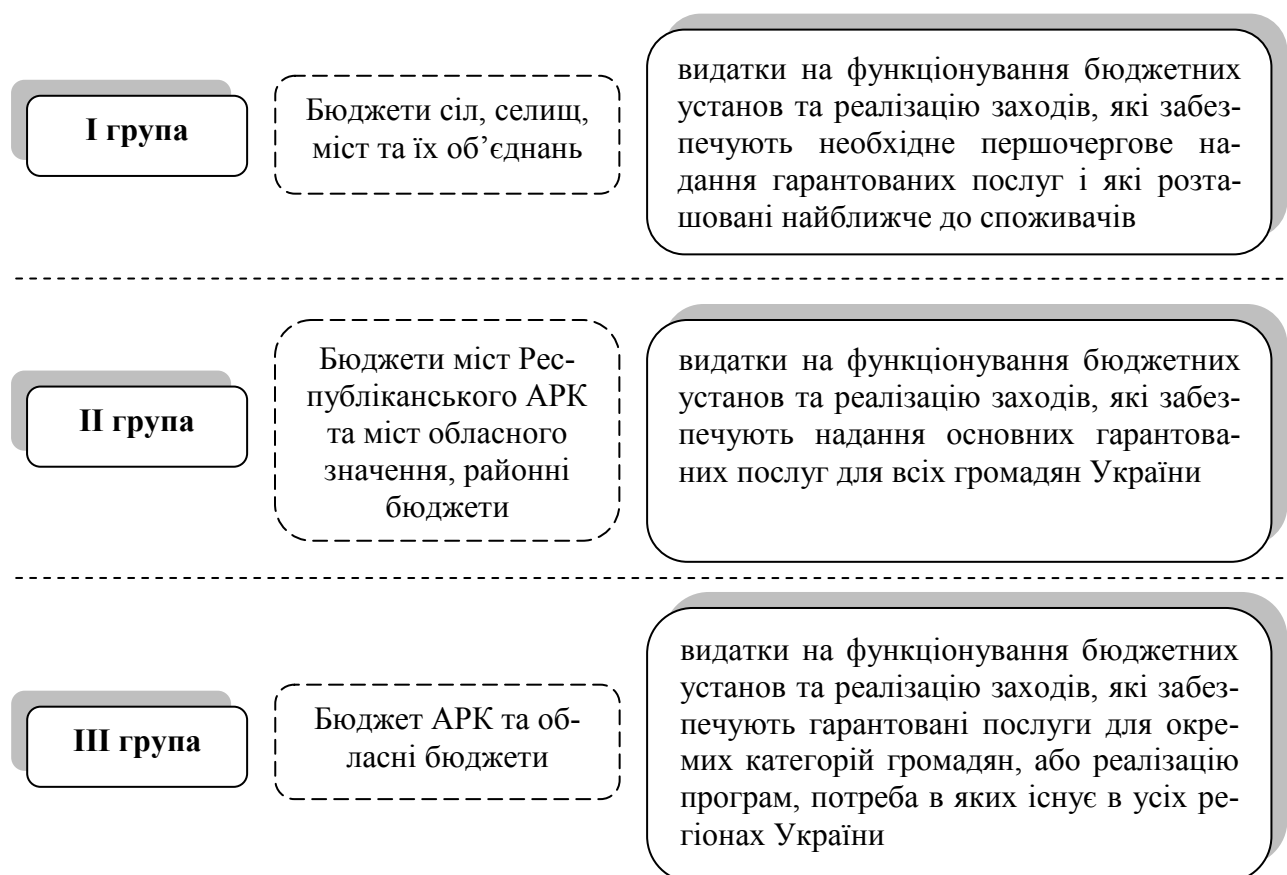 І група
Бюджети сіл, селищ,
міст та їх об’єднань
видатки на функціонування бюджетних
установ та реалізацію заходів, які забез-
печують необхідне першочергове на-
дання гарантованих послуг і які розта-
шовані найближче до споживачів
ІІ група
Бюджети міст Рес-
публіканського АРК
та міст обласного
значення, районні
бюджети
видатки на функціонування бюджетних
установ та реалізацію заходів, які забез-
печують надання основних гарантова-
них послуг для всіх громадян України
ІІІ група
Бюджет АРК та об-
ласні бюджети
видатки на функціонування бюджетних
установ та реалізацію заходів, які забез-
печують гарантовані послуги для окре-
мих категорій громадян, або реалізацію
програм, потреба в яких існує в усіх ре-
гіонах України